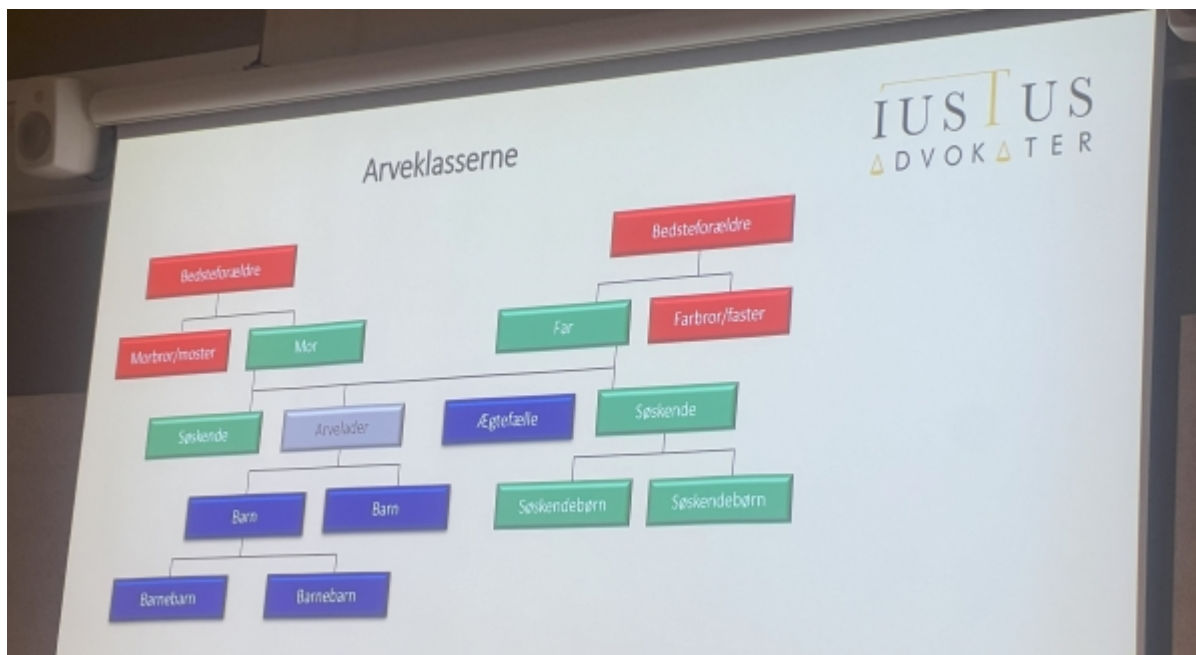 Arveklasserne
IUSTUS
ADVOKATER
Bedsteforældre
Bedsteforældre
Morbror/moster
Mor
Far
Farbror/faster
Søskende
Arvelader
Ægtefælle
Søskende
Barn
Barn
Søskendebørn
Søskendebørn
Barnebarn
Barnebarn